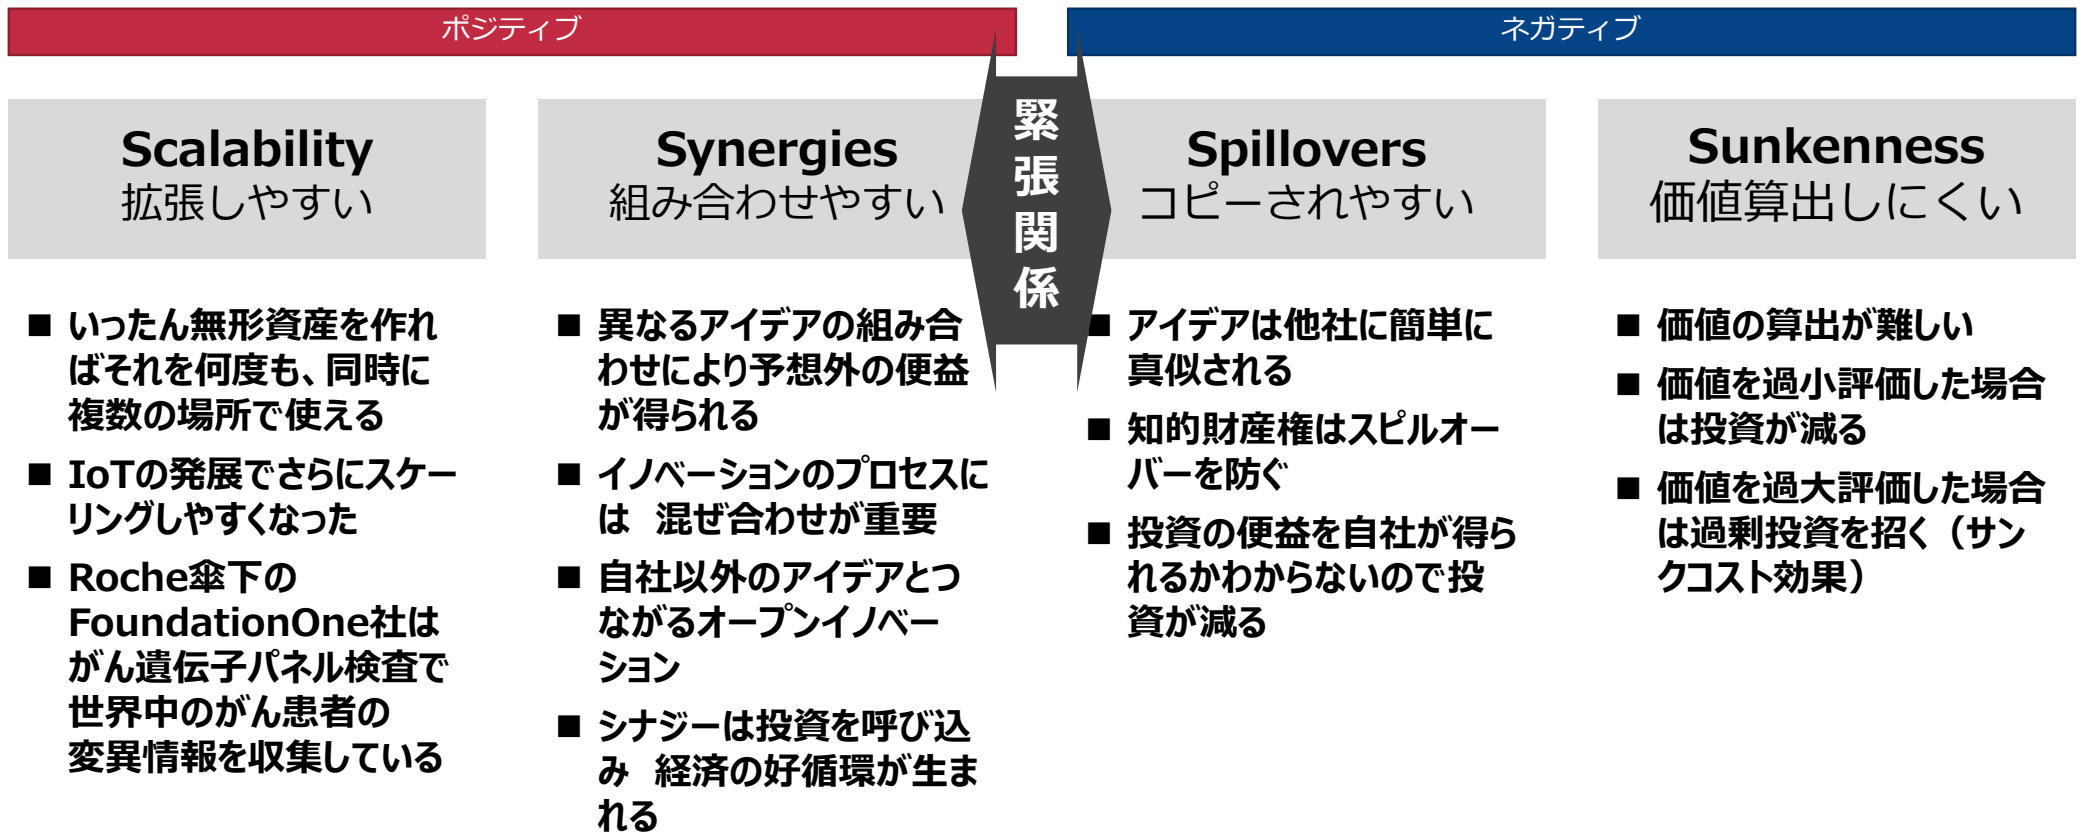 ポジティブ
ネガティブ
緊張関係
Scalability
拡張しやすい
■ いったん無形資産を作れ
ばそれを何度も、同時に
複数の場所で使える
■ IoTの発展でさらにスケー
リングしやすくなった
■ Roche傘下の
FoundationOne社は
がん遺伝子パネル検査で
世界中のがん患者の
変異情報を収集している
Synergies
組み合わせやすい
■ 異なるアイデアの組み合
わせにより予想外の便益
が得られる
■ イノベーションのプロセスに
は 混ぜ合わせが重要
■ 自社以外のアイデアとつ
ながるオープンイノベー
ション
■ シナジーは投資を呼び込
み 経済の好循環が生ま
れる
Spillovers
コピーされやすい
■ アイデアは他社に簡単に
真似される
■ 知的財産権はスピルオー
バーを防ぐ
■ 投資の便益を自社が得ら
れるかわからないので投
資が減る
Sunkenness
価値算出しにくい
■ 価値の算出が難しい
■ 価値を過小評価した場合
は投資が減る
■ 価値を過大評価した場合
は過剰投資を招く（サン
クコスト効果）